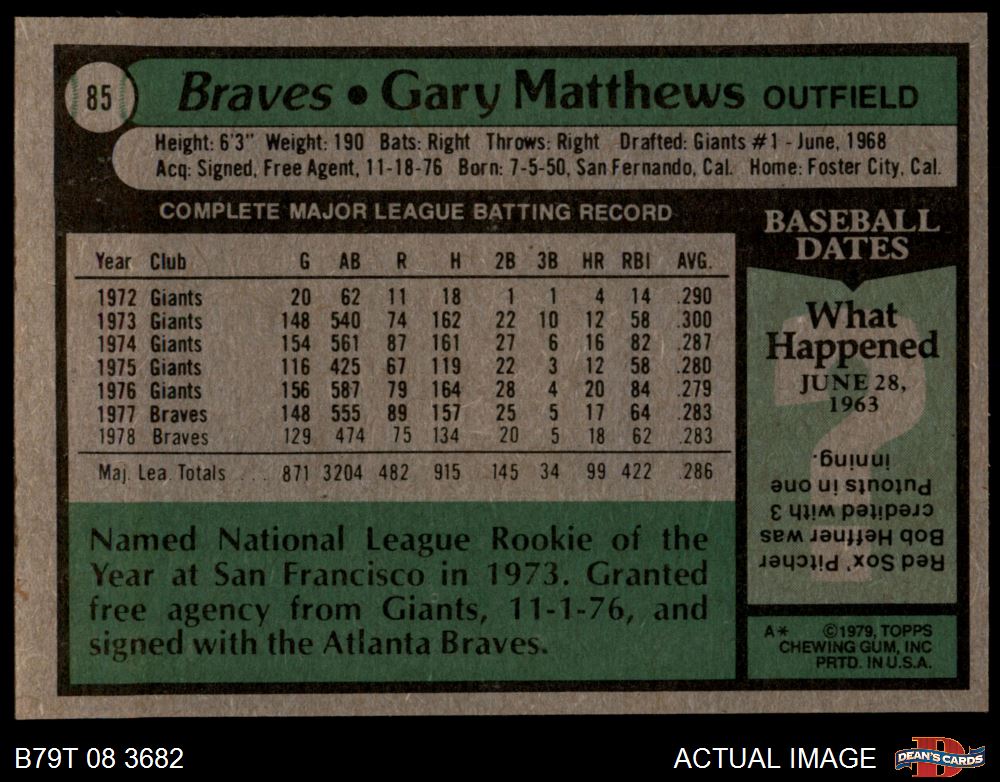 85
Braves • Gary Matthews OUTFIELD
Height: 6'3" Weight: 190 Bats: Right Throws: Right Drafted: Giants #1 - June, 1968
Acq: Signed, Free Agent, 11-18-76 Born: 7-5-50, San Fernando, Cal. Home: Foster City, Cal.
COMPLETE MAJOR LEAGUE BATTING RECORD
Year Club G AB R H 2B 3B HR RBI AVG.
1972 Giants 20 62 11 18 1 1 4 14 .290
1973 Giants 148 540 74 162 22 10 12 58 .300
1974 Giants 154 561 87 161 27 6 16 82 .287
1975 Giants 116 425 67 119 22 3 12 58 .280
1976 Giants 156 587 79 164 28 4 20 84 .279
1977 Braves 148 555 89 157 25 5 17 64 .283
1978 Braves 129 474 75 134 20 5 18 62 .283
Maj. Lea. Totals . . . 871 3204 482 915 145 34 99 422 .286
Named National League Rookie of the
Year at San Francisco in 1973. Granted
free agency from Giants, 11-1-76, and
signed with the Atlanta Braves.
BASEBALL
DATES
What
Happened
JUNE 28,
1963
Red Sox' Pitcher
Bob Heffner was
credited with 3
Putouts in one
inning.
A* ©1979, TOPPS
CHEWING GUM, INC
PRTD. IN U.S.A.
B79T 08 3682
ACTUAL IMAGE
D
DEAN'S CARDS